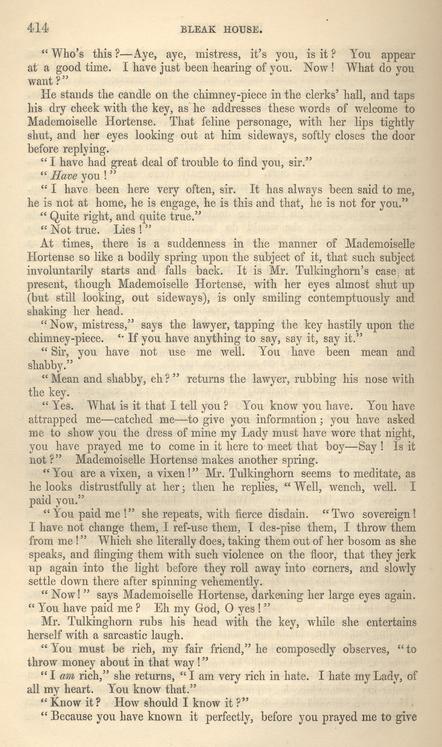 414
BLEAK HOUSE.
"Who's this?—Aye, aye, mistress, it's you, is it? You appear
at a good time. I have just been hearing of you. Now! What do you
want?"
He stands the candle on the chimney-piece in the clerks' hall, and taps
his dry cheek with the key, as he addresses these words of welcome to
Mademoiselle Hortense. That feline personage, with her lips tightly
shut, and her eyes looking out at him sideways, softly closes the door
before replying.
"I have had great deal of trouble to find you, sir."
"Have you!"
"I have been here very often, sir. It has always been said to me,
he is not at home, he is engage, he is this and that, he is not for you."
"Quite right, and quite true."
"Not true. Lies!"
At times, there is a suddenness in the manner of Mademoiselle
Hortense so like a bodily spring upon the subject of it, that such subject
involuntarily starts and falls back. It is Mr. Tulkinghorn's case at
present, though Mademoiselle Hortense, with her eyes almost shut up
(but still looking, out sideways), is only smiling contemptuously and
shaking her head.
"Now, mistress," says the lawyer, tapping the key hastily upon the
chimney-piece. "If you have anything to say, say it, say it."
"Sir, you have not use me well. You have been mean and
shabby."
"Mean and shabby, eh?" returns the lawyer, rubbing his nose with
the key.
"Yes. What is it that I tell you? You know you have. You have
attrapped me—catched me—to give you information; you have asked
me to show you the dress of mine my Lady must have wore that night,
you have prayed me to come in it here to meet that boy—Say! Is it
not?" Mademoiselle Hortense makes another spring.
"You are a vixen, a vixen!" Mr. Tulkinghorn seems to meditate, as
he looks distrustfully at her; then he replies, "Well, wench, well. I
paid you."
"You paid me!" she repeats, with fierce disdain. "Two sovereign!
I have not change them, I ref-use them, I des-pise them, I throw them
from me!" Which she literally does, taking them out of her bosom as she
speaks, and flinging them with such violence on the floor, that they jerk
up again into the light before they roll away into corners, and slowly
settle down there after spinning vehemently.
"Now!" says Mademoiselle Hortense, darkening her large eyes again.
"You have paid me? Eh my God, O yes!"
Mr. Tulkinghorn rubs his head with the key, while she entertains
herself with a sarcastic laugh.
"You must be rich, my fair friend," he composedly observes, "to
throw money about in that way!"
"I am rich," she returns, "I am very rich in hate. I hate my Lady, of
all my heart. You know that."
"Know it? How should I know it?"
"Because you have known it perfectly, before you prayed me to give